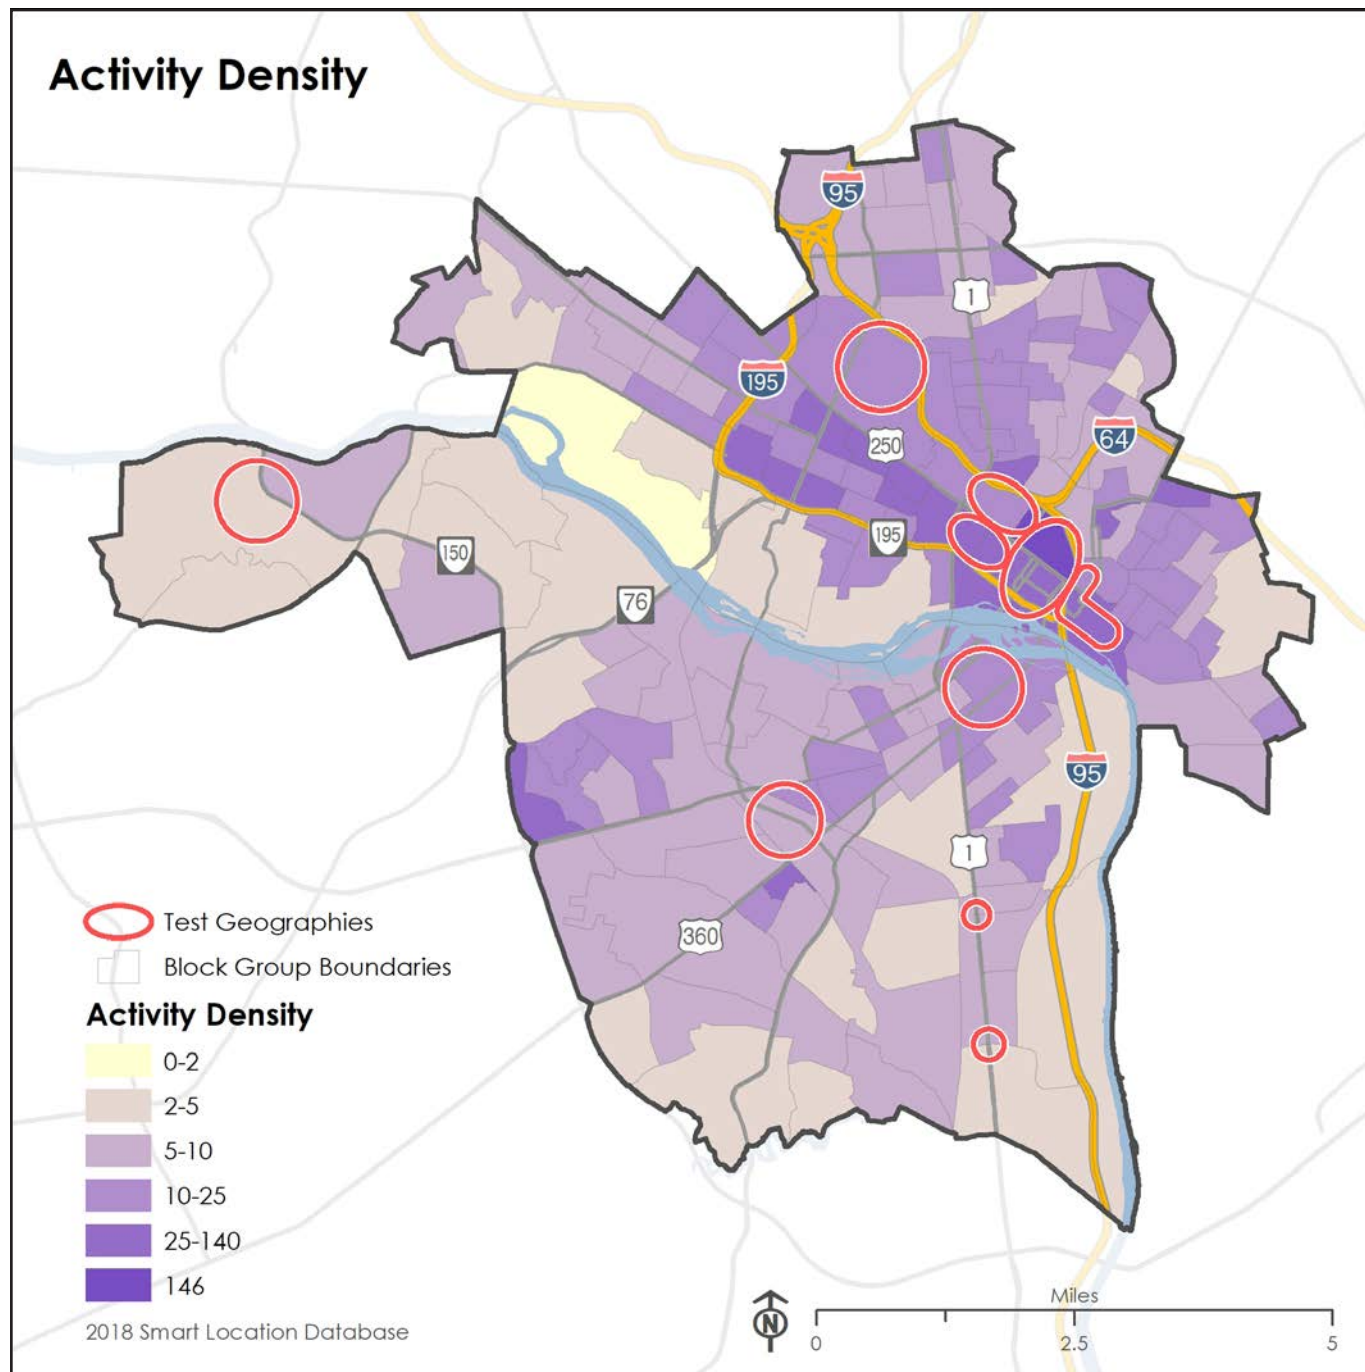 Activity Density
95
1
195
64
250
195
150
76
95
1
360
Test Geographies
Block Group Boundaries
Activity Density
0-2
2-5
5-10
10-25
25-140
146
2018 Smart Location Database
N
Miles
0
2.5
5